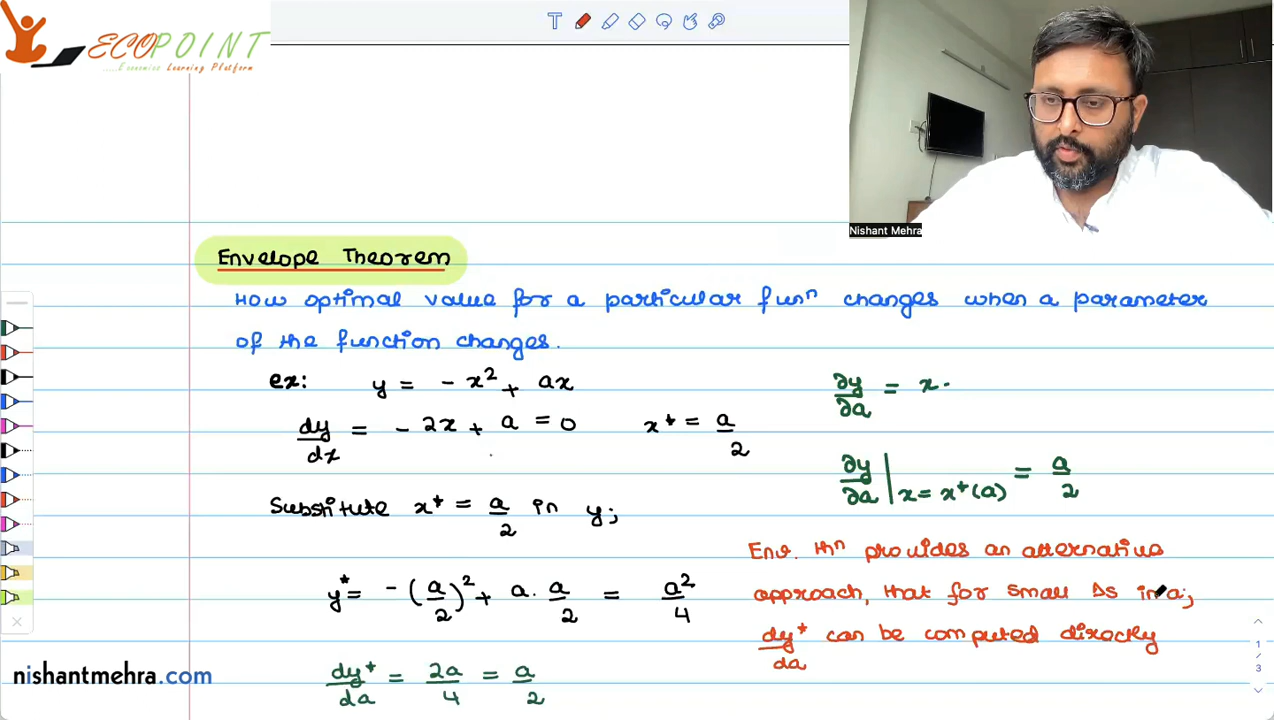 ECOPOINT
.....Economics Learning Platform
T
Nishant Mehra
Envelope Theorem
How optimal value for a particular funⁿ changes when a parameter
of the function changes.
ex: y = - x² + ax
dy/dx = - 2x + a = 0 x* = a/2
Substitute x* = a/2 in y;
y* = -(a/2)² + a. a/2 = a²/4
dy*/da = 2a/4 = a/2
∂y/∂a = x.
∂y/∂a | x = x*(a) = a/2
Env. thⁿ provides an alternative
approach, that for small Δs in a;
dy*/da can be computed directly
nishantmehra.com
1
/
3